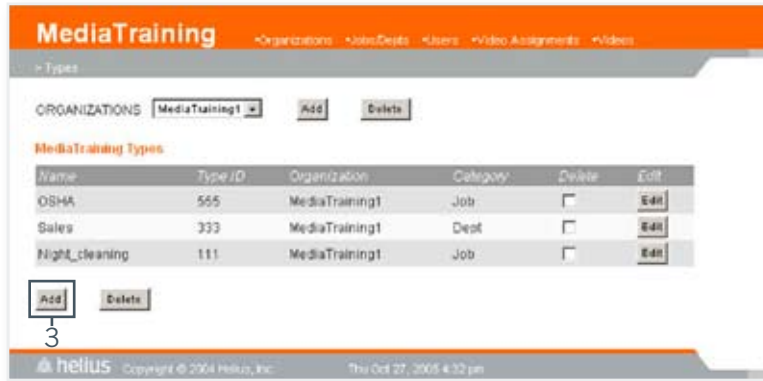 MediaTraining
•Organizations •Jobs/Depts •Users •Video Assignments •Videos
» Types
ORGANIZATIONS MediaTraining1 Add Delete
MediaTraining Types
Name Type ID Organization Category Delete Edit
OSHA 565 MediaTraining1 Job Edit
Sales 333 MediaTraining1 Dept Edit
Night_cleaning 111 MediaTraining1 Job Edit
Add Delete
3
helius Copyright © 2004 Helius, Inc. Thu Oct 27, 2005 4:32 pm